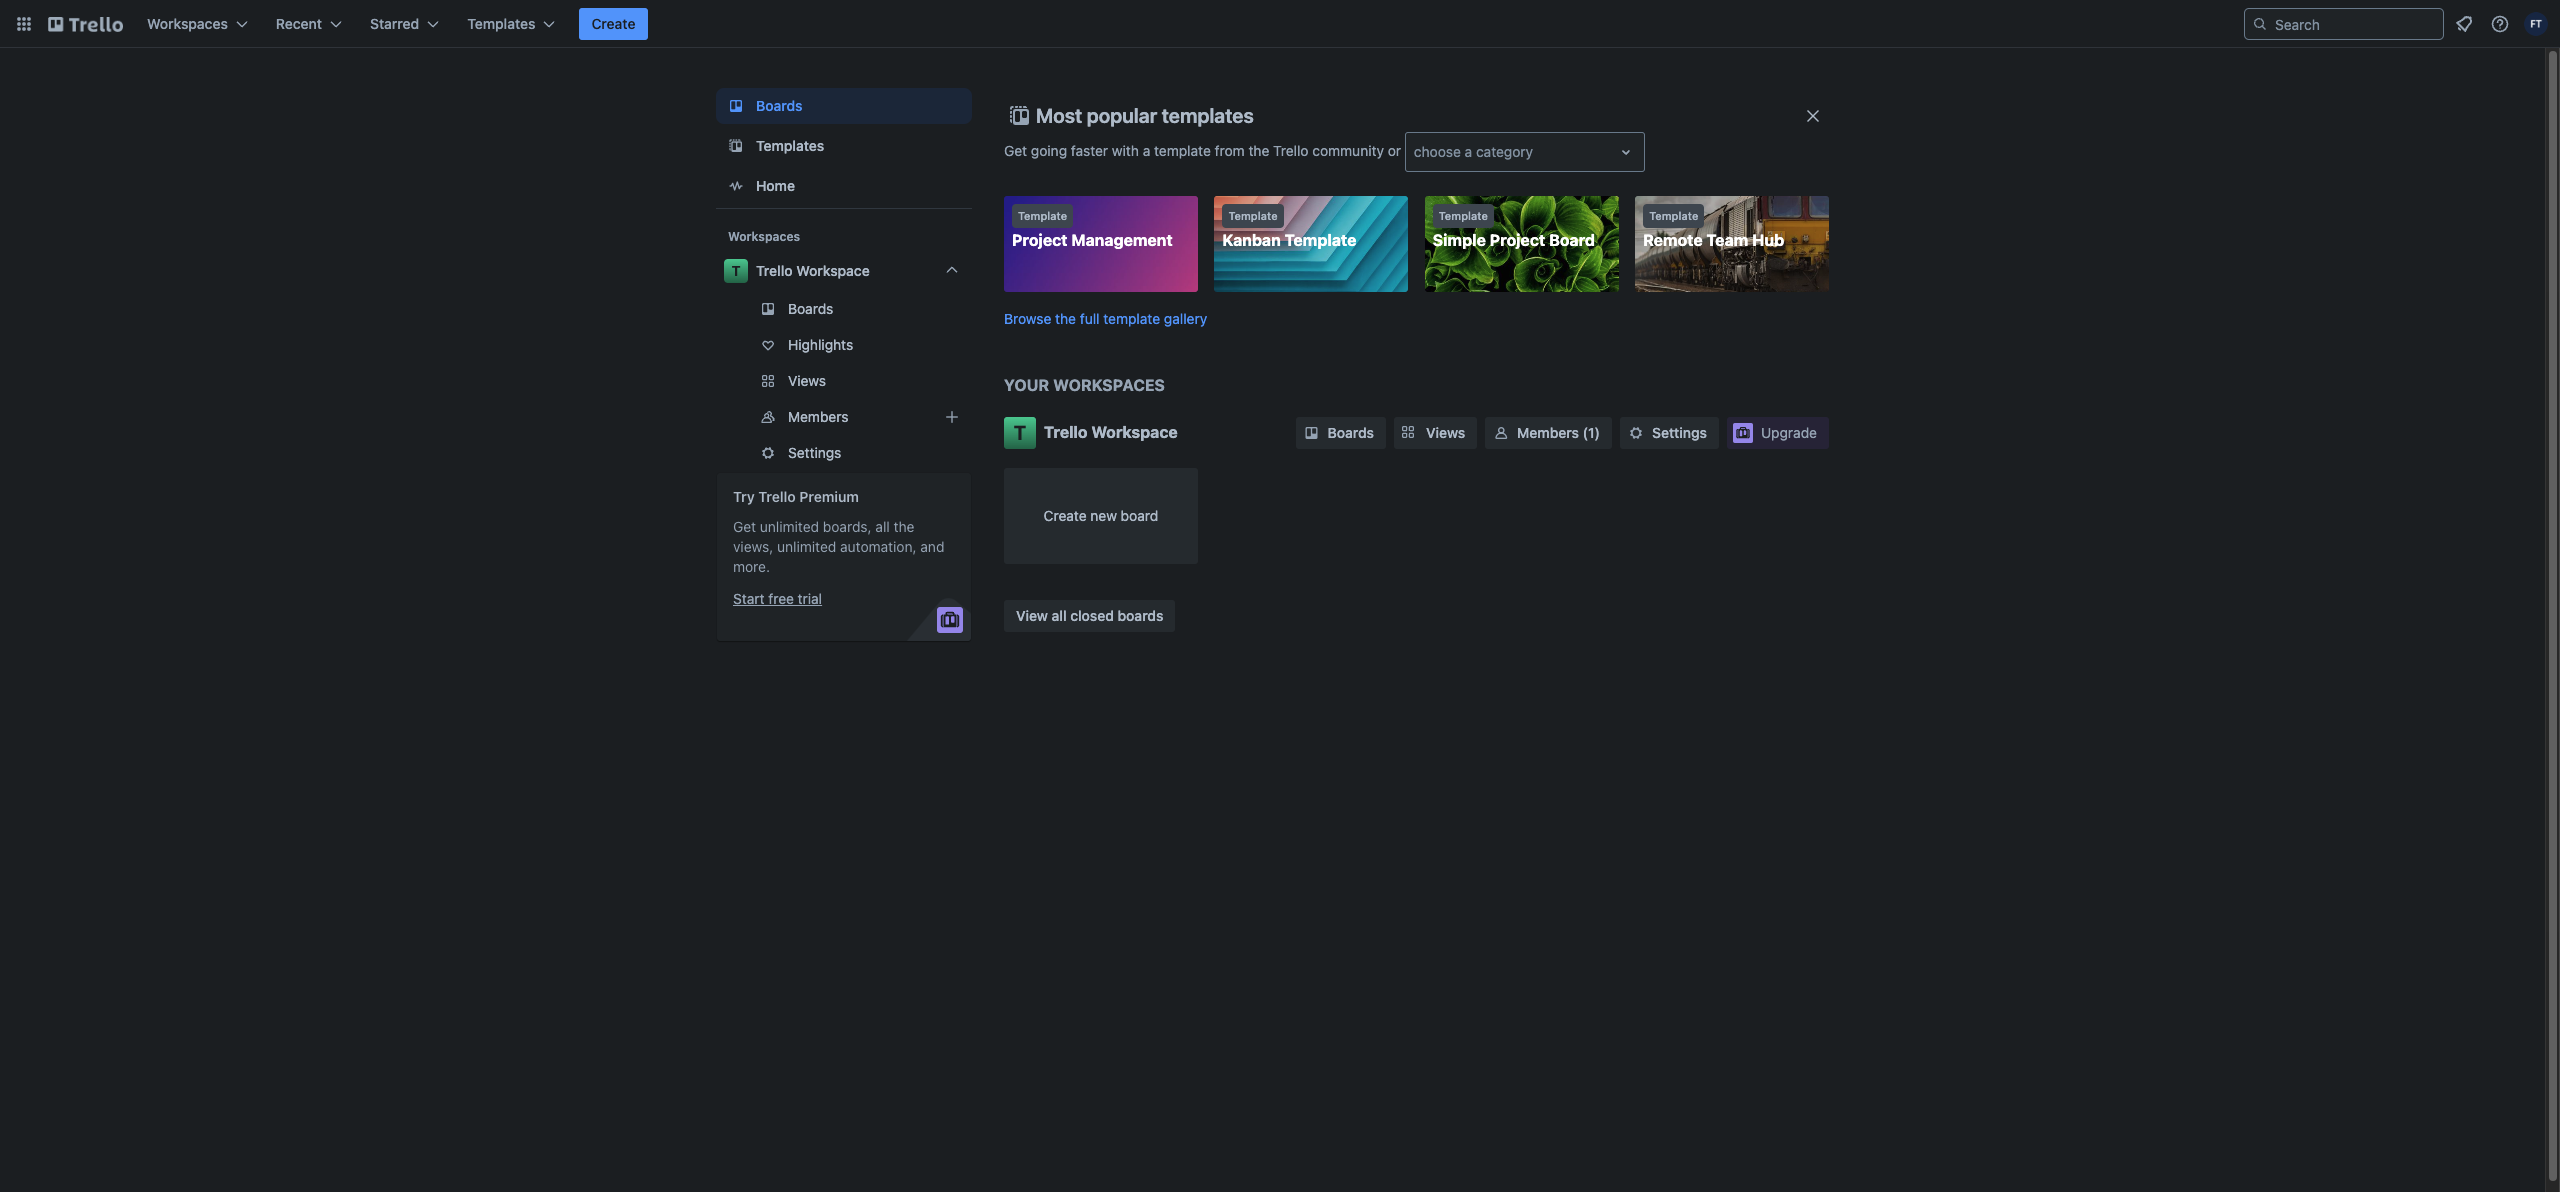 Trello
Workspaces
Recent
Starred
Templates
Create
Search
FT
Boards
Templates
Home
Workspaces
T
Trello Workspace
Boards
Highlights
Views
Members
Settings
Try Trello Premium
Get unlimited boards, all the
views, unlimited automation, and
more.
Start free trial
Most popular templates
Get going faster with a template from the Trello community or
choose a category
Template
Project Management
Template
Kanban Template
Template
Simple Project Board
Template
Remote Team Hub
Browse the full template gallery
YOUR WORKSPACES
T
Trello Workspace
Boards
Views
Members (1)
Settings
Upgrade
Create new board
View all closed boards